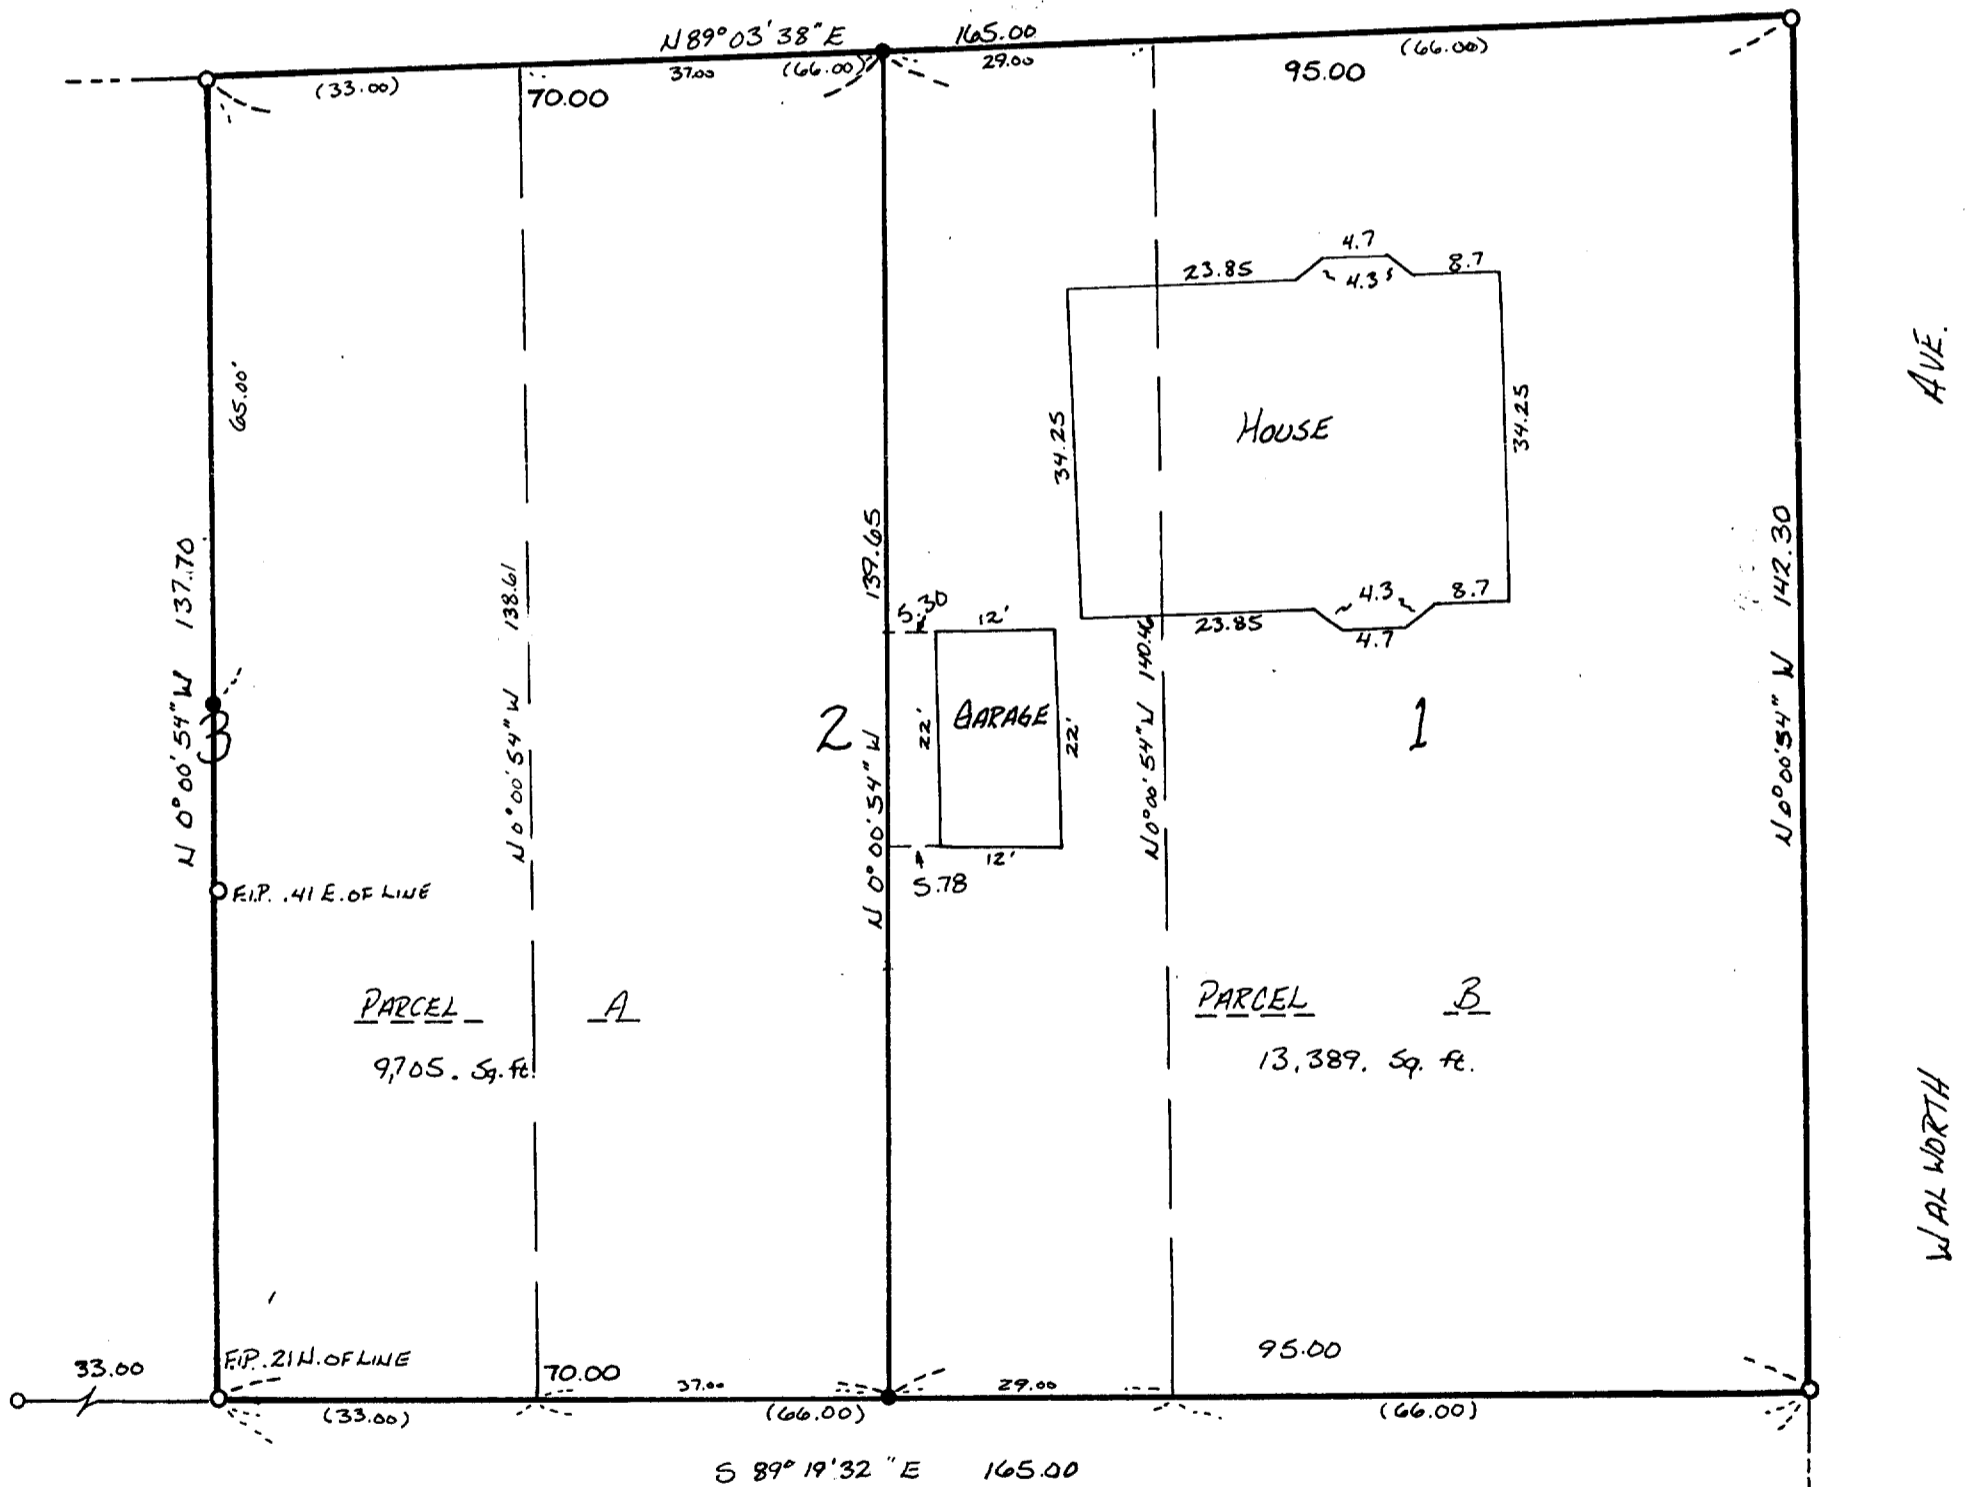 N 89° 03' 38" E 165.00
(33.00) 37.00 (66.00) 29.00 (66.00)
70.00 95.00
4.7
23.85 4.3 8.7
65.00'
34.25 HOUSE 34.25
AVE.
N 0° 00' 54" W 137.70
N 0° 00' 54" W 138.61
N 0° 00' 54" W 139.65
N 0° 00' 54" W 140.46
N 0° 00' 54" W 142.30
4.3 8.7
23.85 4.7
5.30 12'
3 2 1
22' GARAGE 22'
12'
5.78
F.I.P. .41 E. OF LINE
PARCEL A
9,705. Sq. ft.
PARCEL B
13,389. Sq. ft.
WALWORTH
F.I.P. .21 N. OF LINE
33.00 70.00 95.00
37.00 29.00
(33.00) (66.00) (66.00)
S 89° 19' 32" E 165.00